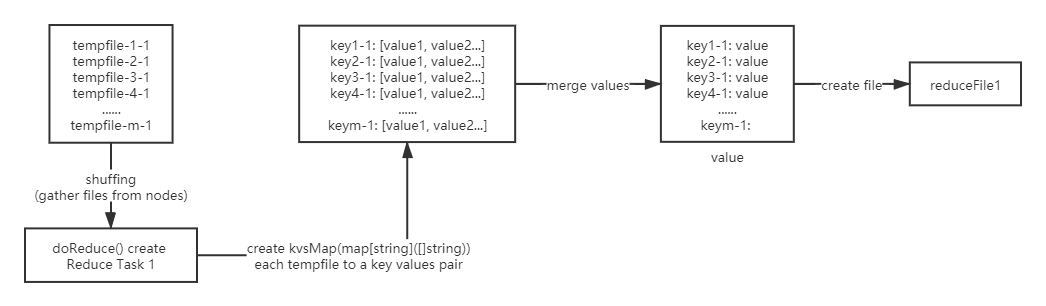 tempfile-1-1
tempfile-2-1
tempfile-3-1
tempfile-4-1
......
tempfile-m-1
shuffing
(gather files from nodes)
doReduce() create
Reduce Task 1
create kvsMap(map[string]([]string))
each tempfile to a key values pair
key1-1: [value1, value2...]
key2-1: [value1, value2...]
key3-1: [value1, value2...]
key4-1: [value1, value2...]
......
keym-1: [value1, value2...]
merge values
key1-1: value
key2-1: value
key3-1: value
key4-1: value
......
keym-1:
value
create file
reduceFile1